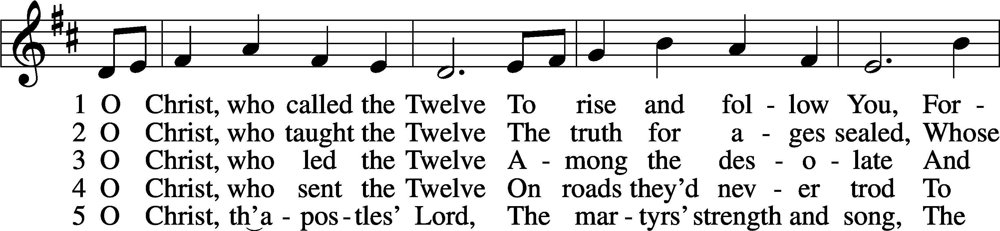 1 O Christ, who called the Twelve To rise and fol - low You, For -
2 O Christ, who taught the Twelve The truth for a - ges sealed, Whose
3 O Christ, who led the Twelve A - mong the des - o - late And
4 O Christ, who sent the Twelve On roads they’d nev - er trod To
5 O Christ, th’a - pos - tles’ Lord, The mar - tyrs’ strength and song, The